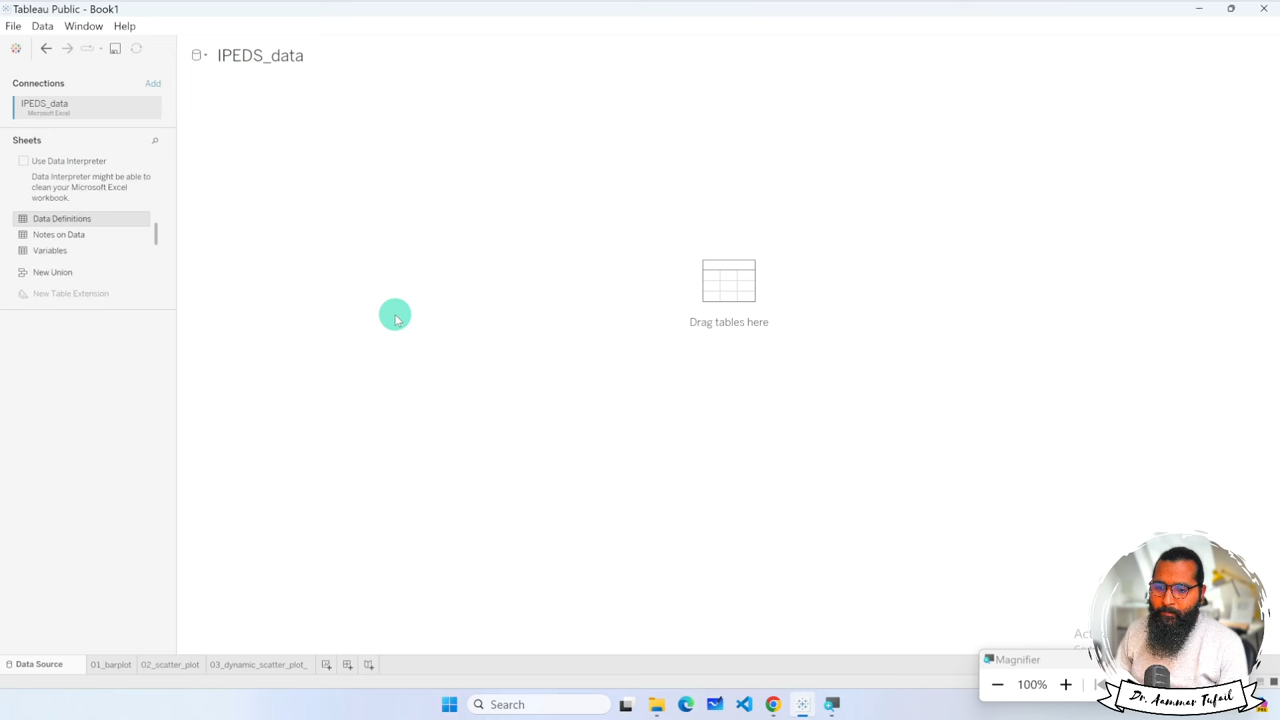 Tableau Public - Book1
File Data Window Help
IPEDS_data
Connections Add
IPEDS_data
Microsoft Excel
Sheets
Use Data Interpreter
Data Interpreter might be able to
clean your Microsoft Excel
workbook.
Data Definitions
Notes on Data
Variables
New Union
New Table Extension
Drag tables here
Data Source 01_barplot 02_scatter_plot 03_dynamic_scatter_plot_
Magnifier
100%
Search
Dr. Aammar Tufail